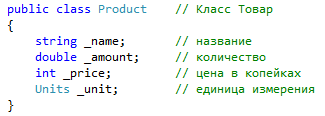 public class Product // Класс Товар
{
string _name; // название
double _amount; // количество
int _price; // цена в копейках
Units _unit; // единица измерения
}